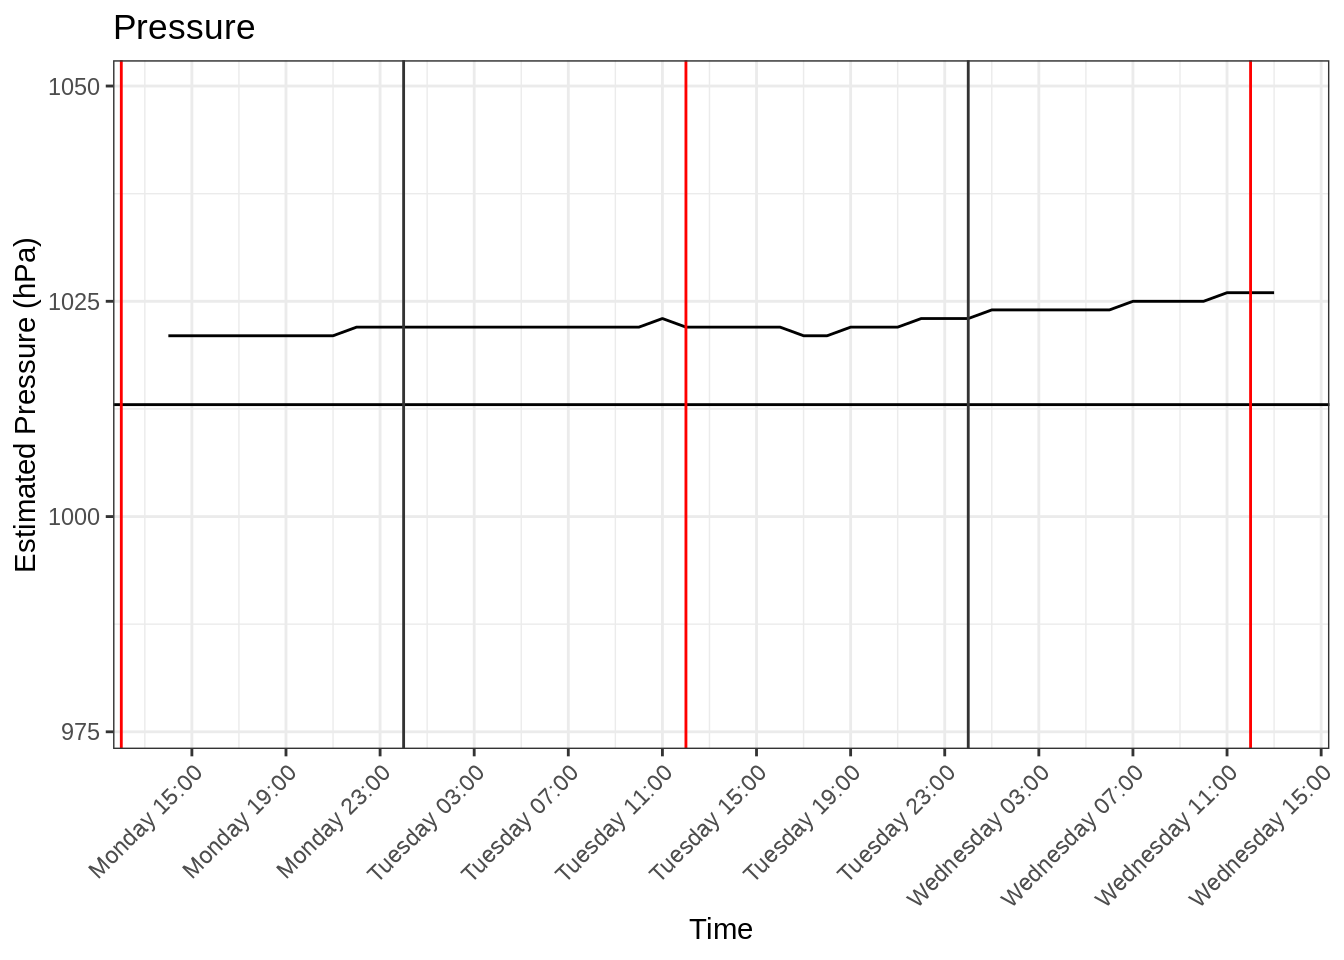 Pressure
Estimated Pressure (hPa)
1050
1025
1000
975
Monday 15:00
Monday 19:00
Monday 23:00
Tuesday 03:00
Tuesday 07:00
Tuesday 11:00
Tuesday 15:00
Tuesday 19:00
Tuesday 23:00
Wednesday 03:00
Wednesday 07:00
Wednesday 11:00
Wednesday 15:00
Time